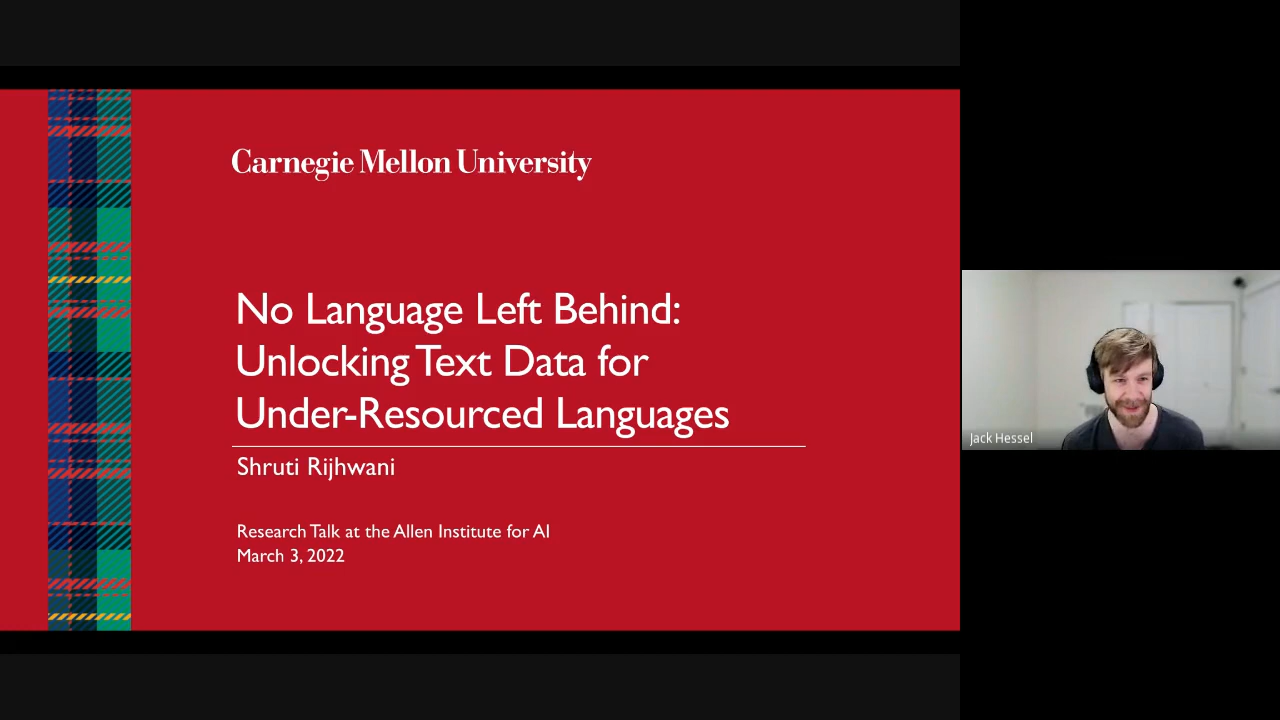 Carnegie Mellon University
No Language Left Behind:
Unlocking Text Data for
Under-Resourced Languages
Shruti Rijhwani
Research Talk at the Allen Institute for AI
March 3, 2022
Jack Hessel